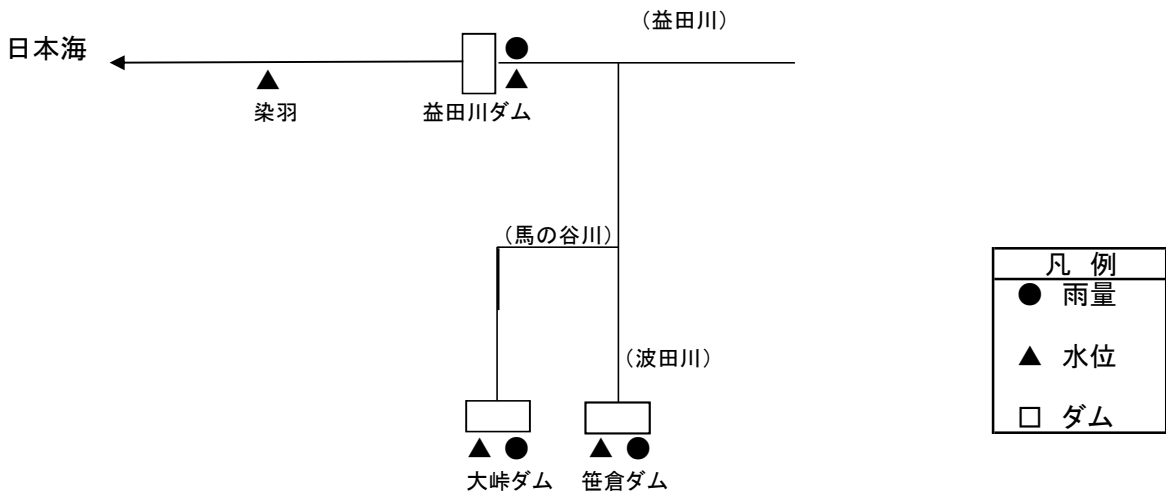 (益田川)
日本海
染羽
益田川ダム
(馬の谷川)
(波田川)
大峠ダム
笹倉ダム
凡 例
● 雨量
▲ 水位
□ ダム